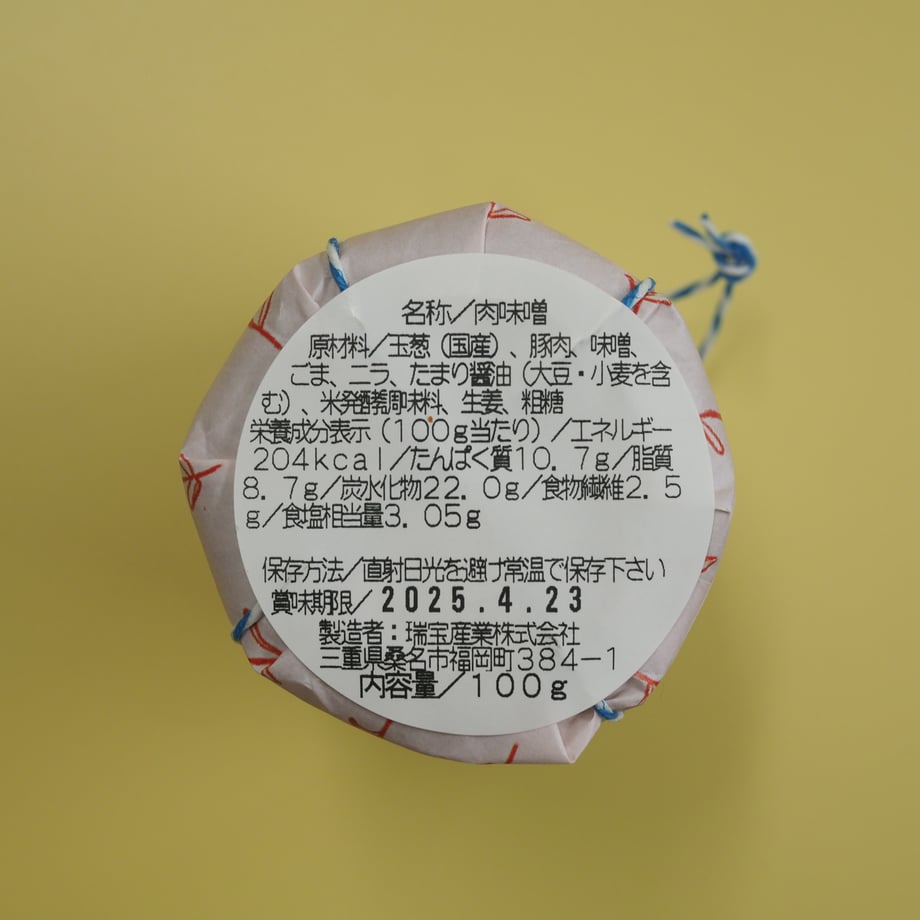 名称／肉味噌
原材料／玉葱（国産）、豚肉、味噌、
ごま、ニラ、たまり醤油（大豆・小麦を含
む）、米発酵調味料、生姜、粗糖
栄養成分表示（１００ｇ当たり）／エネルギー
２０４ｋｃａｌ／たんぱく質１０．７ｇ／脂質
８．７ｇ／炭水化物２２．０ｇ／食物繊維２．５
ｇ／食塩相当量３．０５ｇ
保存方法／直射日光を避け常温で保存下さい
賞味期限／2025.4.23
製造者：瑞宝産業株式会社
三重県桑名市福岡町３８４－１
内容量／１００ｇ